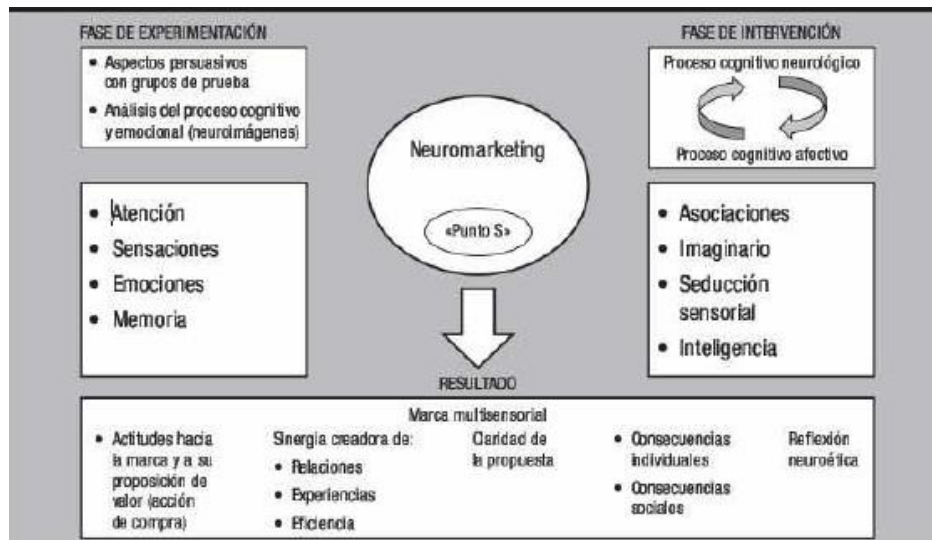 FASE DE EXPERIMENTACIÓN
• Aspectos persuasivos
con grupos de prueba
• Análisis del proceso cognitivo
y emocional (neuroimágenes)
• Atención
• Sensaciones
• Emociones
• Memoria
Neuromarketing
«Punto S»
FASE DE INTERVENCIÓN
Proceso cognitivo neurológico
Proceso cognitivo afectivo
• Asociaciones
• Imaginario
• Seducción
sensorial
• Inteligencia
RESULTADO
Marca multisensorial
• Actitudes hacia
la marca y a su
proposición de
valor (acción
de compra)
Sinergia creadora de:
• Relaciones
• Experiencias
• Eficiencia
Claridad de
la propuesta
• Consecuencias
individuales
• Consecuencias
sociales
Reflexión
neuroética